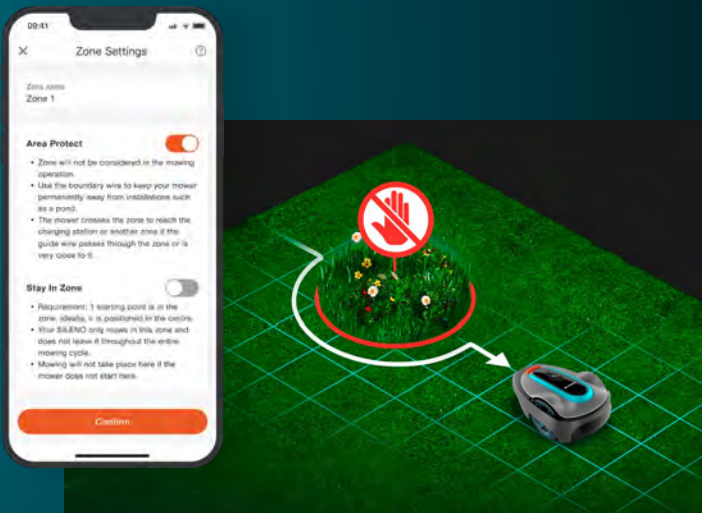 09:41
Zone Settings
Zone name
Zone 1
Area Protect
• Zone will not be considered in the mowing
operation.
• Use the boundary wire to keep your mower
permanently away from installations such
as a pond.
• The mower crosses the zone to reach the
charging station or another zone if the
guide wire passes through the zone or is
very close to it.
Stay In Zone
• Requirement: 1 starting point is in the
zone. Ideally, it is positioned in the centre.
• Your SILENO only mows in this zone and
does not leave it throughout the entire
mowing cycle.
• Mowing will not take place here if the
mower does not start here.
Confirm